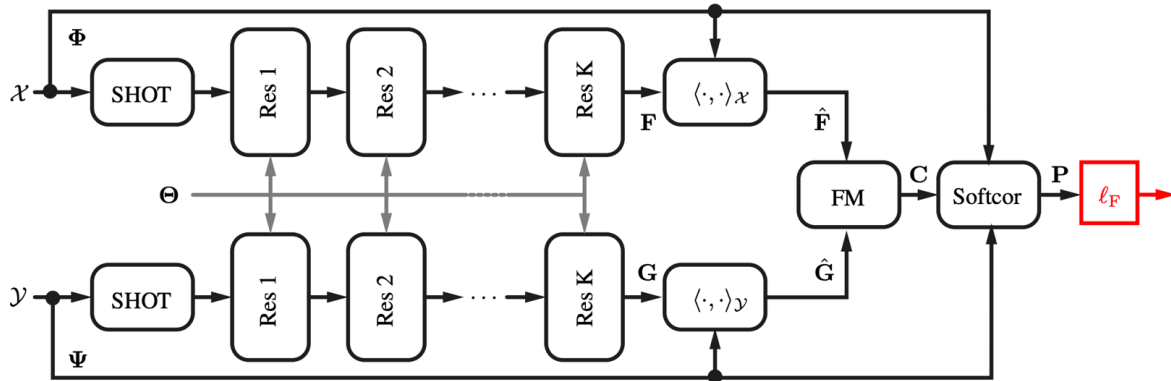 Φ
𝒳 SHOT Res 1 Res 2 ... Res K F ⟨·,·⟩𝒳 F̂
Θ FM C Softcor P ℓF
𝒴 SHOT Res 1 Res 2 ... Res K G ⟨·,·⟩𝒴 Ĝ
Ψ